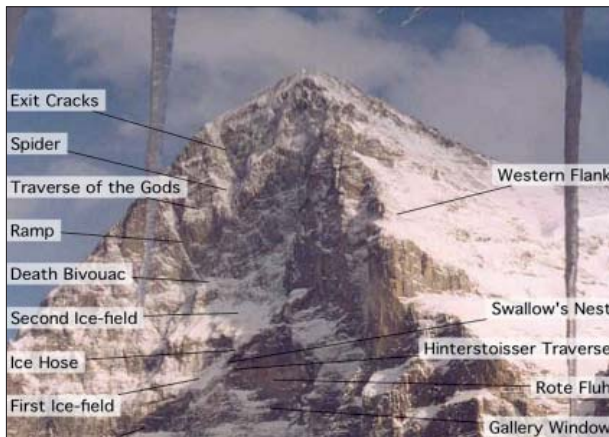 Exit Cracks
Spider
Traverse of the Gods
Western Flank
Ramp
Death Bivouac
Swallow's Nest
Second Ice-field
Hinterstoisser Traverse
Ice Hose
Rote Fluh
First Ice-field
Gallery Window